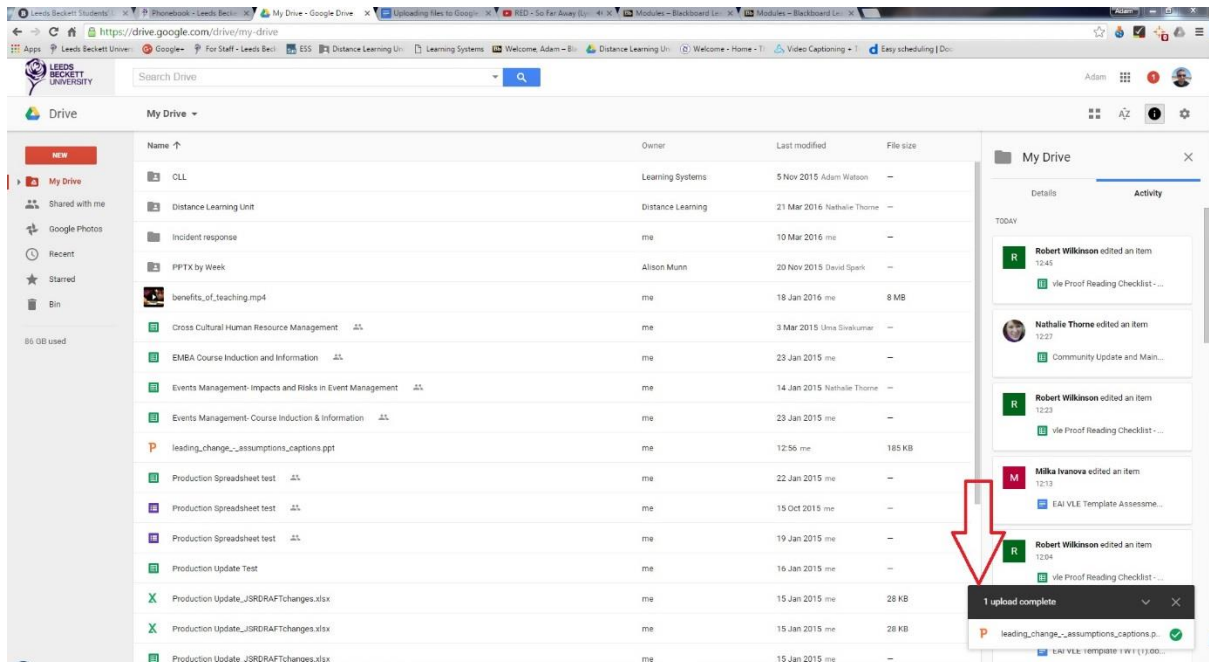 Leeds Beckett Students'
Phonebook - Leeds Becke
My Drive - Google Drive
Uploading files to Google
RED - So Far Away (Ly
Modules – Blackboard Le
Modules – Blackboard Le
Adam
https://drive.google.com/drive/my-drive
Apps
Leeds Beckett Univer
Google+
For Staff - Leeds Beck
ESS
Distance Learning Un
Learning Systems
Welcome, Adam – Bl
Distance Learning Un
Welcome - Home - T
Video Captioning + T
Easy scheduling | Doo
LEEDS
BECKETT
UNIVERSITY
Search Drive
Adam
1
Drive
My Drive
AZ
NEW
My Drive
Shared with me
Google Photos
Recent
Starred
Bin
86 GB used
Name Owner Last modified File size
CLL Learning Systems 5 Nov 2015 Adam Watson –
Distance Learning Unit Distance Learning 21 Mar 2016 Nathalie Thorne –
Incident response me 10 Mar 2016 me –
PPTX by Week Alison Munn 20 Nov 2015 David Spark –
benefits_of_teaching.mp4 me 18 Jan 2016 me 8 MB
Cross Cultural Human Resource Management me 3 Mar 2015 Uma Sivakumar –
EMBA Course Induction and Information me 23 Jan 2015 me –
Events Management- Impacts and Risks in Event Management me 14 Jan 2015 Nathalie Thorne –
Events Management- Course Induction & Information me 23 Jan 2015 me –
P leading_change_-_assumptions_captions.ppt me 12:56 me 185 KB
Production Spreadsheet test me 22 Jan 2015 me –
Production Spreadsheet test me 15 Oct 2015 me –
Production Spreadsheet test me 19 Jan 2015 me –
Production Update Test me 16 Jan 2015 me –
X Production Update_JSRDRAFTchanges.xlsx me 15 Jan 2015 me 28 KB
X Production Update_JSRDRAFTchanges.xlsx me 15 Jan 2015 me 28 KB
Production Update_JSRDRAFTchanges.xlsx me 15 Jan 2015 me –
My Drive
Details Activity
TODAY
R
Robert Wilkinson edited an item
12:45
vle Proof Reading Checklist - ...
Nathalie Thorne edited an item
12:27
Community Update and Main...
R
Robert Wilkinson edited an item
12:23
vle Proof Reading Checklist - ...
M
Milka Ivanova edited an item
12:13
EAI VLE Template Assessme...
R
Robert Wilkinson edited an item
12:04
vle Proof Reading Checklist - ...
1 upload complete
P leading_change_-_assumptions_captions.p..